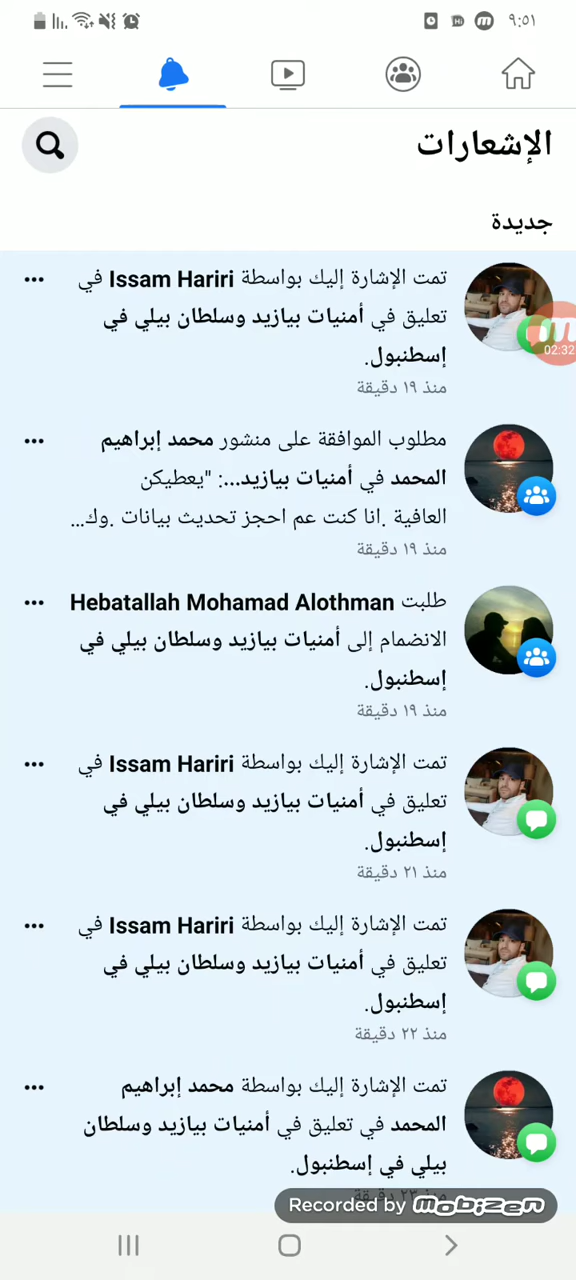 ٩:٥١
الإشعارات
جديدة
تمت الإشارة إليك بواسطة Issam Hariri في
تعليق في أمنيات بيازيد وسلطان بيلي في
إسطنبول.
منذ ١٩ دقيقة
02:32
مطلوب الموافقة على منشور محمد إبراهيم
المحمد في أمنيات بيازيد...: "يعطيكن
العافية .انا كنت عم احجز تحديث بيانات .وك...
منذ ١٩ دقيقة
طلبت Hebatallah Mohamad Alothman
الانضمام إلى أمنيات بيازيد وسلطان بيلي في
إسطنبول.
منذ ١٩ دقيقة
تمت الإشارة إليك بواسطة Issam Hariri في
تعليق في أمنيات بيازيد وسلطان بيلي في
إسطنبول.
منذ ٢١ دقيقة
تمت الإشارة إليك بواسطة Issam Hariri في
تعليق في أمنيات بيازيد وسلطان بيلي في
إسطنبول.
منذ ٢٢ دقيقة
تمت الإشارة إليك بواسطة محمد إبراهيم
المحمد في تعليق في أمنيات بيازيد وسلطان
بيلي في إسطنبول.
منذ ٢٣ دقيقة
Recorded by mobizen